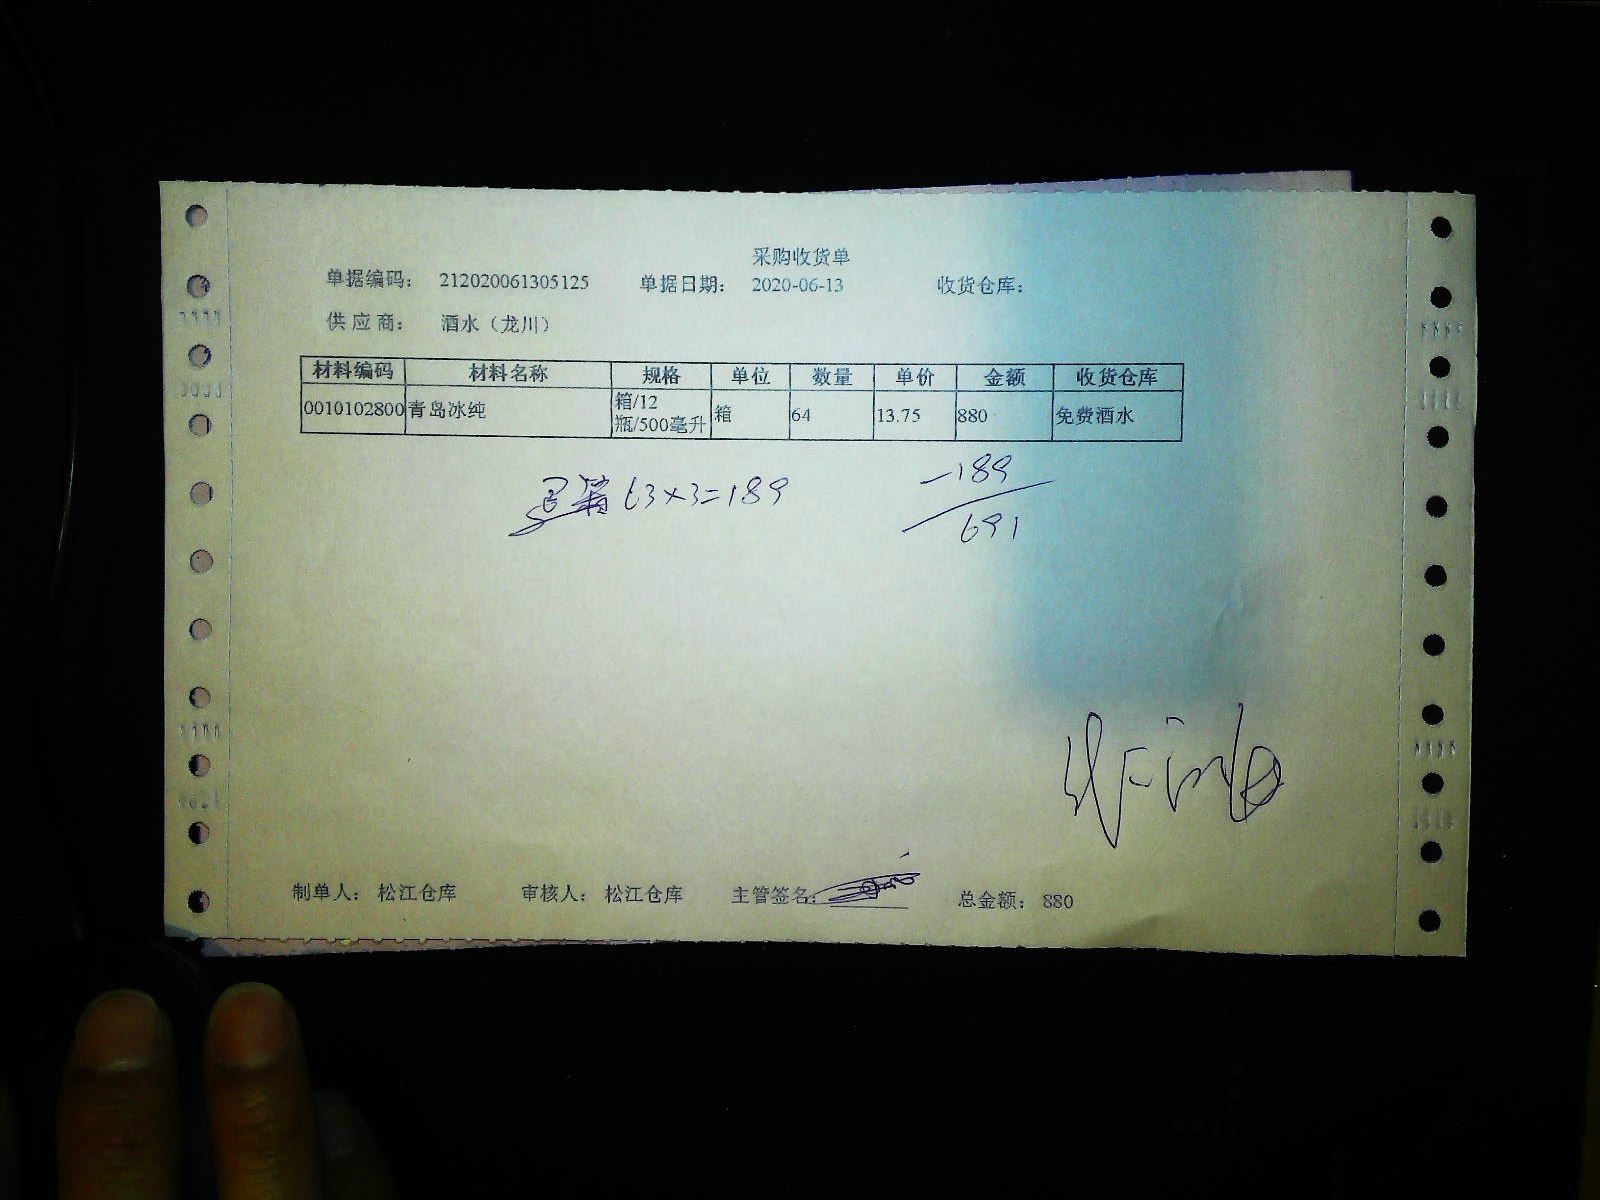 采购收货单
单据编码： 212020061305125 单据日期： 2020-06-13 收货仓库：
供应商： 酒水（龙川）
材料编码 材料名称 规格 单位 数量 单价 金额 收货仓库
0010102800 青岛冰纯 箱/12瓶/500毫升 箱 64 13.75 880 免费酒水
63×3=189
-189
691
制单人： 松江仓库 审核人： 松江仓库 主管签名： 总金额： 880